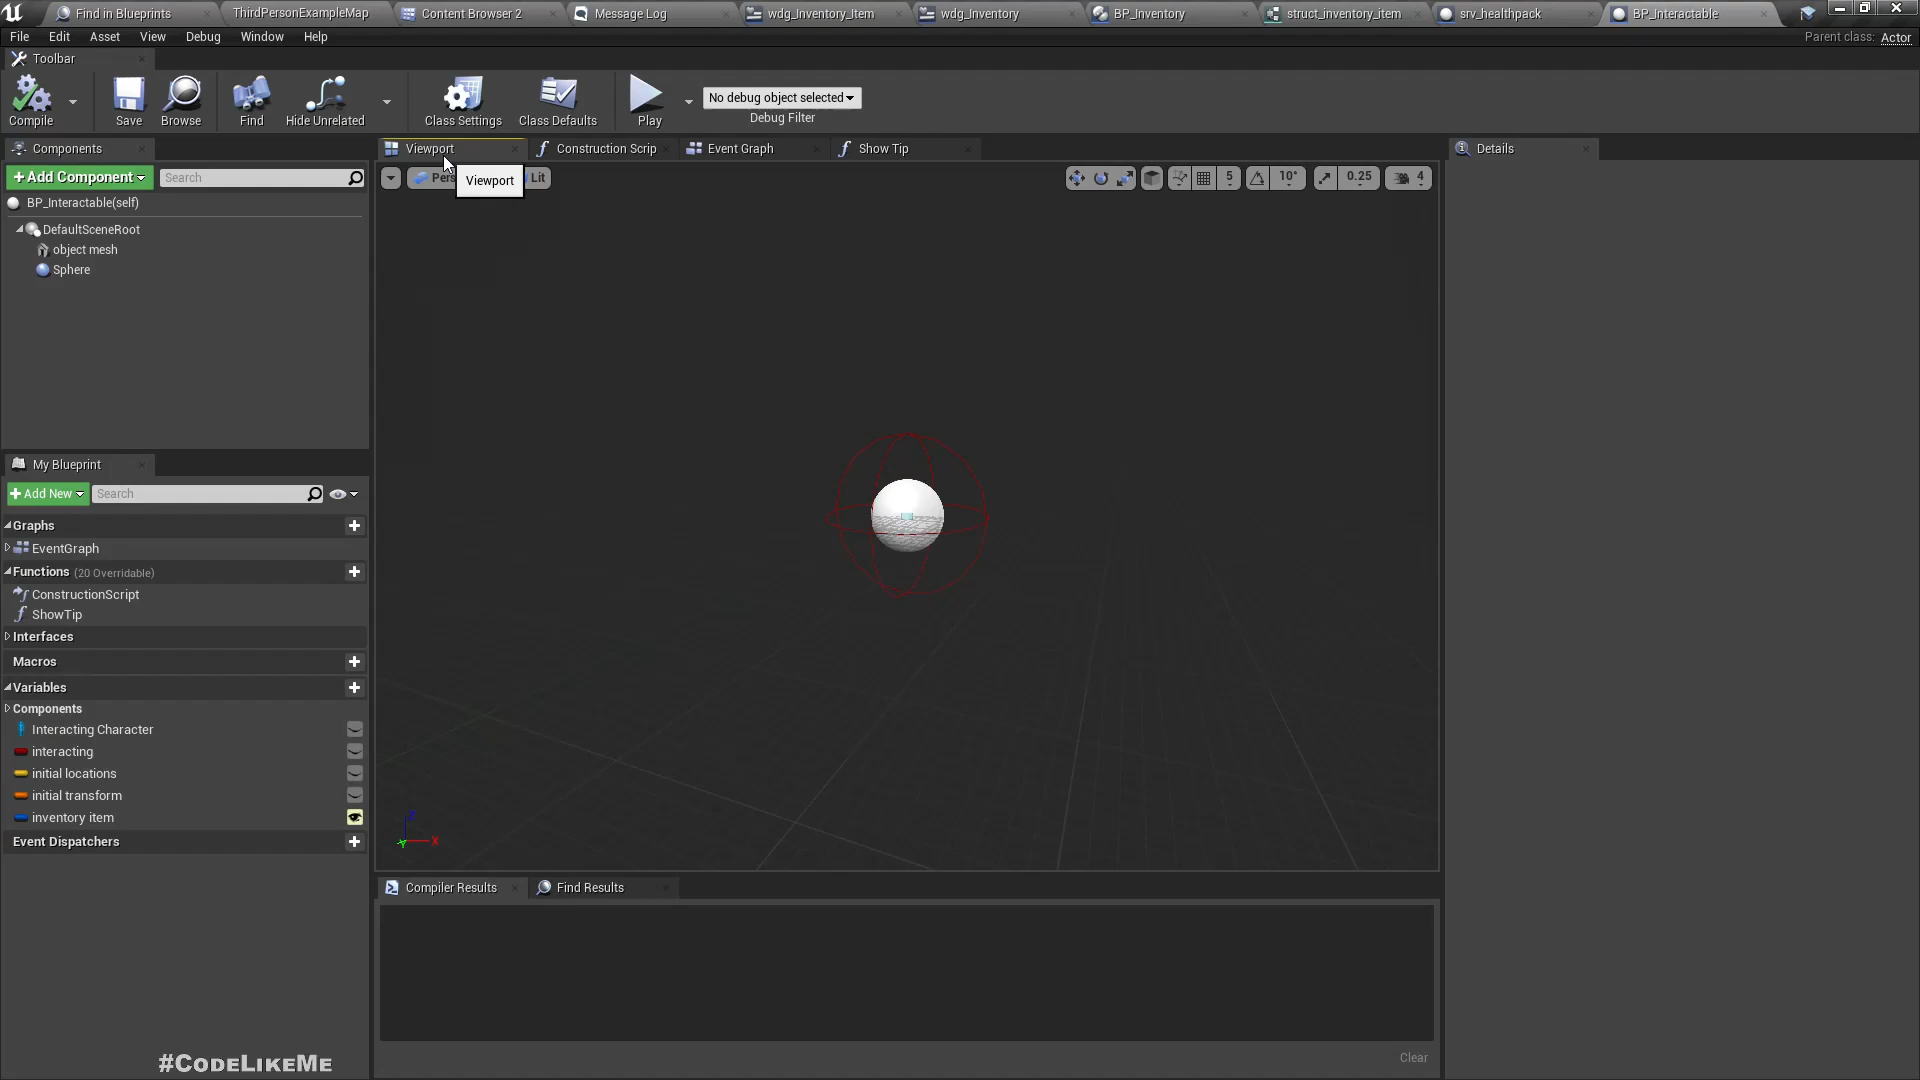 Find in Blueprints
ThirdPersonExampleMap
Content Browser 2
Message Log
wdg_Inventory_Item
wdg_Inventory
BP_Inventory
struct_inventory_item
srv_healthpack
BP_Interactable
File
Edit
Asset
View
Debug
Window
Help
Parent class: Actor
Toolbar
Compile
Save
Browse
Find
Hide Unrelated
Class Settings
Class Defaults
Play
No debug object selected
Debug Filter
Components
+ Add Component
Search
BP_Interactable(self)
DefaultSceneRoot
object mesh
Sphere
My Blueprint
+ Add New
Search
Graphs
EventGraph
Functions (20 Overridable)
ConstructionScript
ShowTip
Interfaces
Macros
Variables
Components
Interacting Character
interacting
initial locations
initial transform
inventory item
Event Dispatchers
#CodeLikeMe
Viewport
Construction Scrip
Event Graph
Show Tip
Lit
Viewport
5
10°
0.25
4
Z
X
Y
Compiler Results
Find Results
Clear
Details